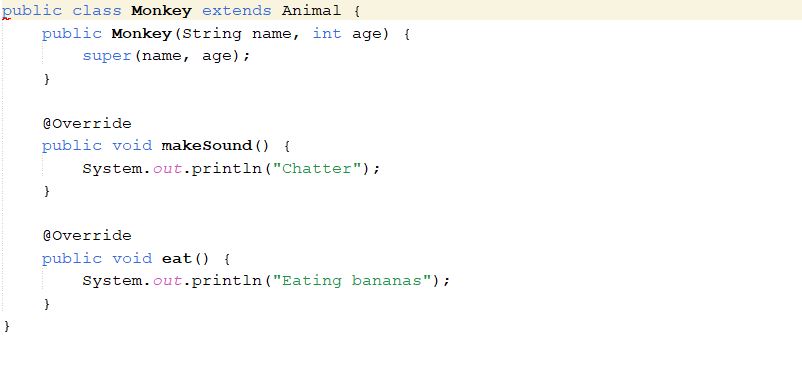 public class Monkey extends Animal {
    public Monkey(String name, int age) {
        super(name, age);
    }

    @Override
    public void makeSound() {
        System.out.println("Chatter");
    }

    @Override
    public void eat() {
        System.out.println("Eating bananas");
    }
}